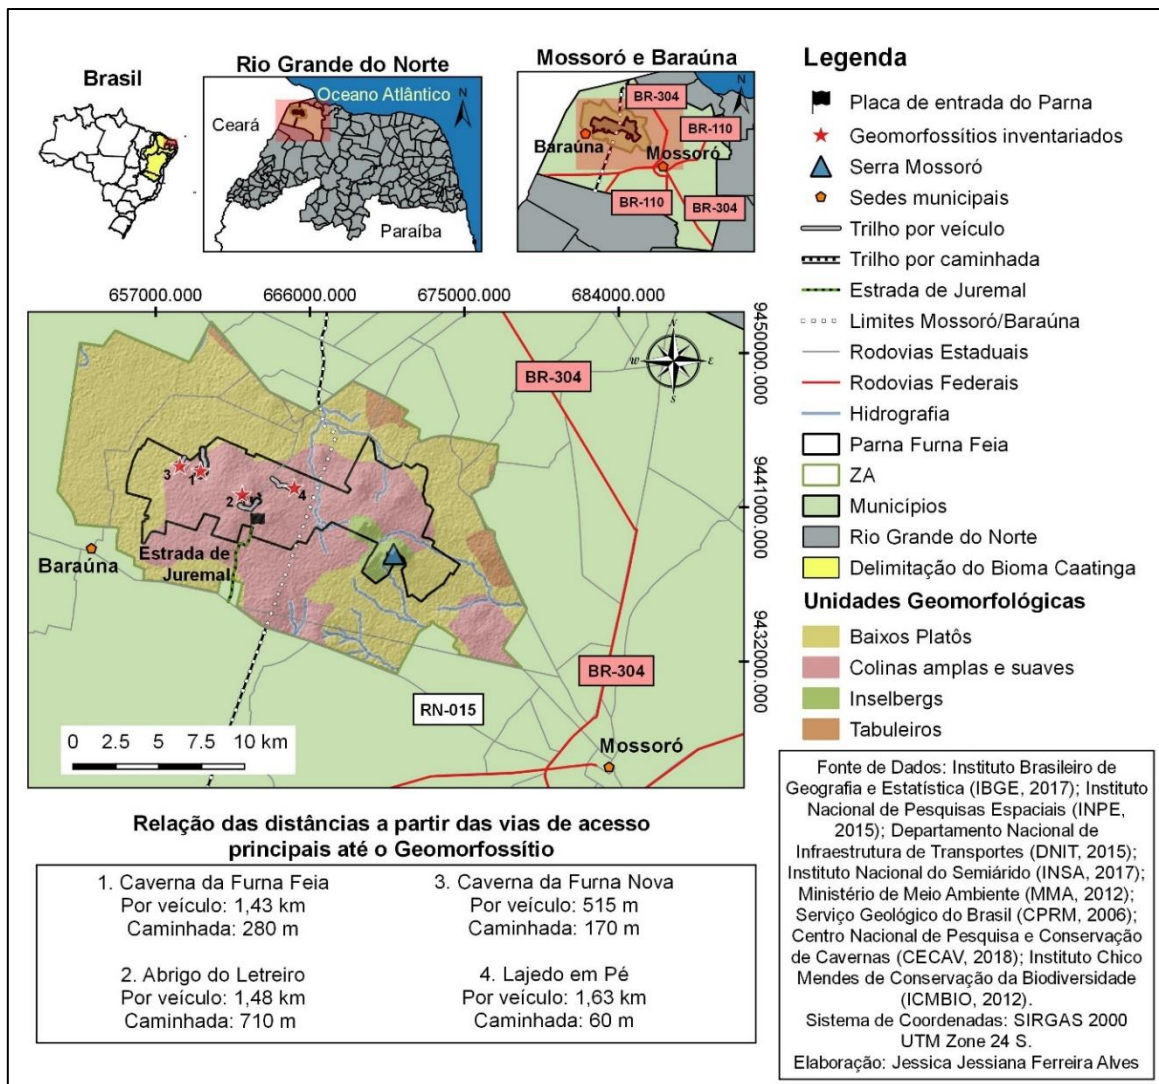 Brasil
Rio Grande do Norte
Oceano Atlântico
N
Ceará
Paraíba
Mossoró e Baraúna
N
BR-304
BR-110
Baraúna
Mossoró
BR-110
BR-304
657000.000
666000.000
675000.000
684000.000
9450000.000
9441000.000
9432000.000
N
W
E
S
BR-304
3
1
2
4
Baraúna
Estrada de
Juremal
BR-304
RN-015
Mossoró
0 2.5 5 7.5 10 km
Legenda
Placa de entrada do Parna
Geomorfossítios inventariados
Serra Mossoró
Sedes municipais
Trilho por veículo
Trilho por caminhada
Estrada de Juremal
Limites Mossoró/Baraúna
Rodovias Estaduais
Rodovias Federais
Hidrografia
Parna Furna Feia
ZA
Municípios
Rio Grande do Norte
Delimitação do Bioma Caatinga
Unidades Geomorfológicas
Baixos Platôs
Colinas amplas e suaves
Inselbergs
Tabuleiros
Relação das distâncias a partir das vias de acesso
principais até o Geomorfossítio
1. Caverna da Furna Feia
Por veículo: 1,43 km
Caminhada: 280 m
2. Abrigo do Letreiro
Por veículo: 1,48 km
Caminhada: 710 m
3. Caverna da Furna Nova
Por veículo: 515 m
Caminhada: 170 m
4. Lajedo em Pé
Por veículo: 1,63 km
Caminhada: 60 m
Fonte de Dados: Instituto Brasileiro de
Geografia e Estatística (IBGE, 2017); Instituto
Nacional de Pesquisas Espaciais (INPE,
2015); Departamento Nacional de
Infraestrutura de Transportes (DNIT, 2015);
Instituto Nacional do Semiárido (INSA, 2017);
Ministério de Meio Ambiente (MMA, 2012);
Serviço Geológico do Brasil (CPRM, 2006);
Centro Nacional de Pesquisa e Conservação
de Cavernas (CECAV, 2018); Instituto Chico
Mendes de Conservação da Biodiversidade
(ICMBIO, 2012).
Sistema de Coordenadas: SIRGAS 2000
UTM Zone 24 S.
Elaboração: Jessica Jessiana Ferreira Alves